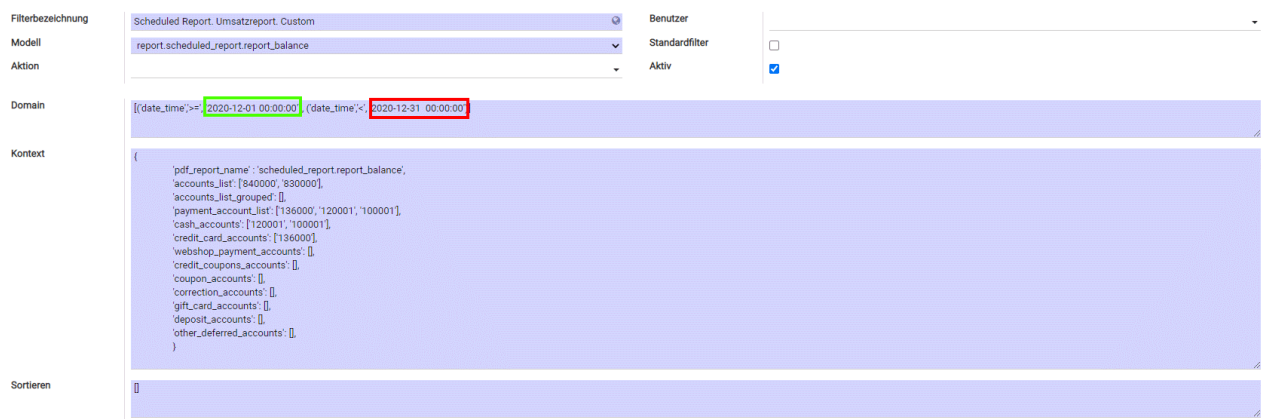 Filterbezeichnung Scheduled Report. Umsatzreport. Custom Benutzer
Modell report.scheduled_report.report_balance Standardfilter
Aktion Aktiv
Domain [('date_time','>=', '2020-12-01 00:00:00'), ('date_time','<', '2020-12-31  00:00:00')]
Kontext {
'pdf_report_name' : 'scheduled_report.report_balance',
'accounts_list': ['840000', '830000'],
'accounts_list_grouped': [],
'payment_account_list': ['136000', '120001', '100001'],
'cash_accounts': ['120001', '100001'],
'credit_card_accounts': ['136000'],
'webshop_payment_accounts': [],
'credit_coupons_accounts': [],
'coupon_accounts': [],
'correction_accounts': [],
'gift_card_accounts': [],
'deposit_accounts': [],
'other_deferred_accounts': [],
}
Sortieren []